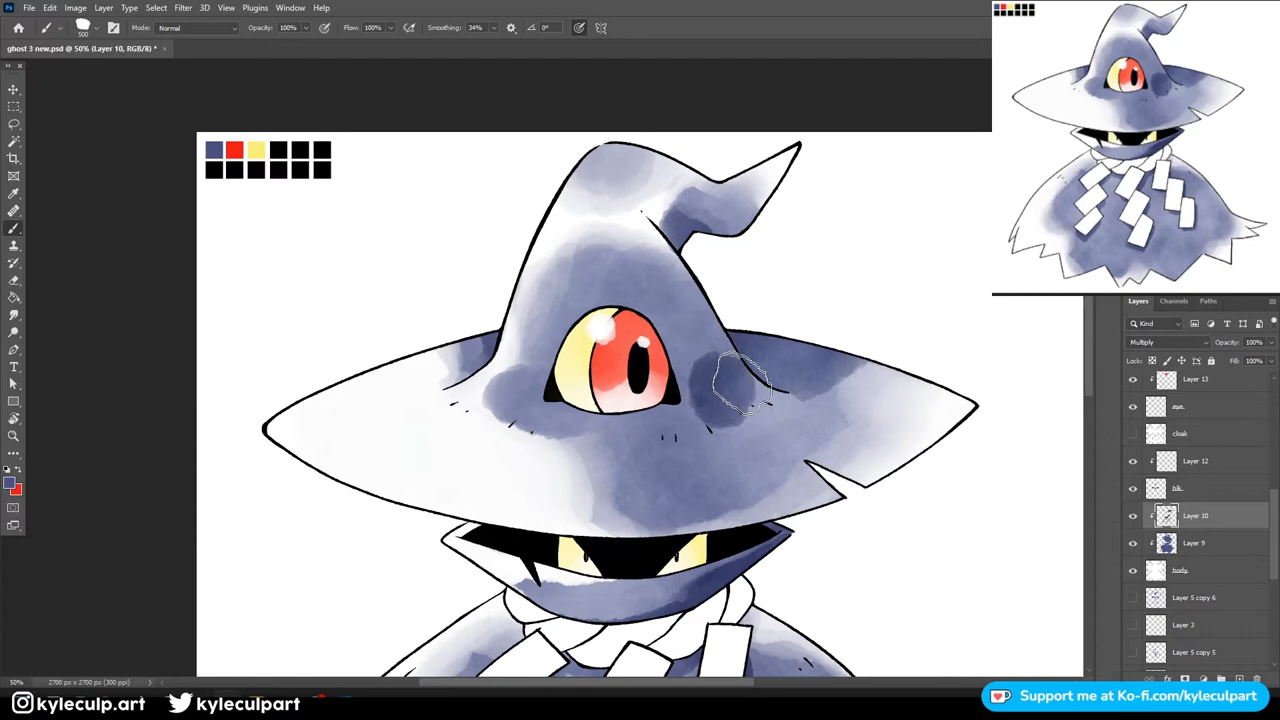 File Edit Image Layer Type Select Filter 3D View Plugins Window Help
500 Mode: Normal Opacity: 100% Flow: 100% Smoothing: 34% 0°
ghost 3 new.psd @ 50% (Layer 10, RGB/8) *
Layers Channels Paths
Kind
Multiply Opacity: 100%
Lock: Fill: 100%
Layer 13
eye
cloak
Layer 12
blk
Layer 10
Layer 9
body
Layer 5 copy 6
Layer 3
Layer 5 copy 5
50% 2700 px x 2700 px (300 ppi)
kyleculp.art kyleculpart
Support me at Ko-fi.com/kyleculp